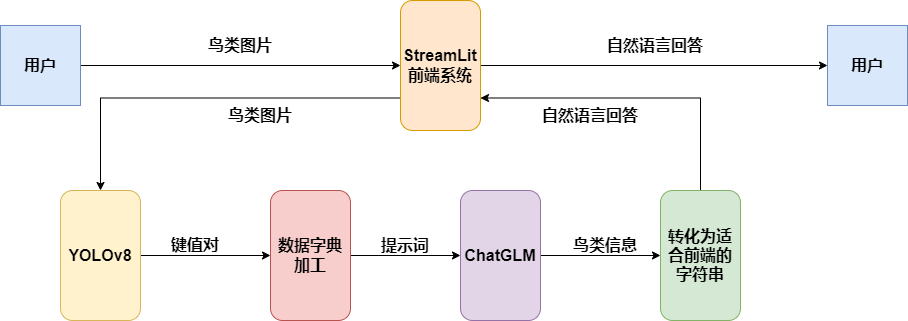 鸟类图片
自然语言回答
用户
StreamLit
前端系统
用户
鸟类图片
自然语言回答
YOLOv8
键值对
数据字典
加工
提示词
ChatGLM
鸟类信息
转化为适
合前端的
字符串